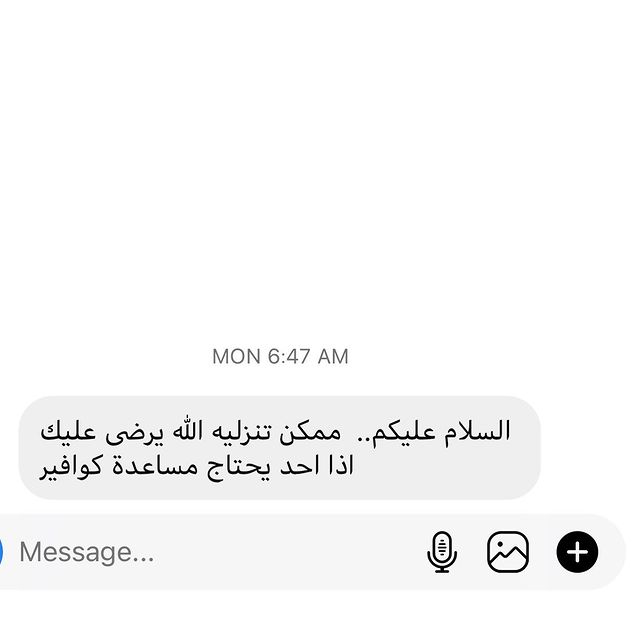 MON 6:47 AM
السلام عليكم.. ممكن تنزليه الله يرضى عليك
اذا احد يحتاج مساعدة كوافير
Message...